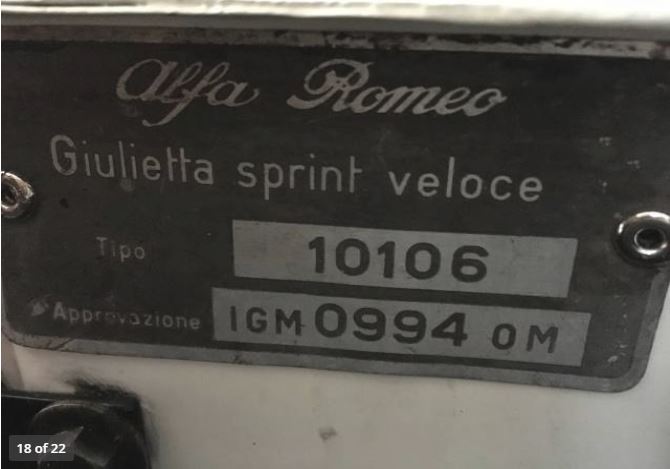 Alfa Romeo
Giulietta sprint veloce
Tipo 10106
Approvazione IGM 0994 OM
18 of 22